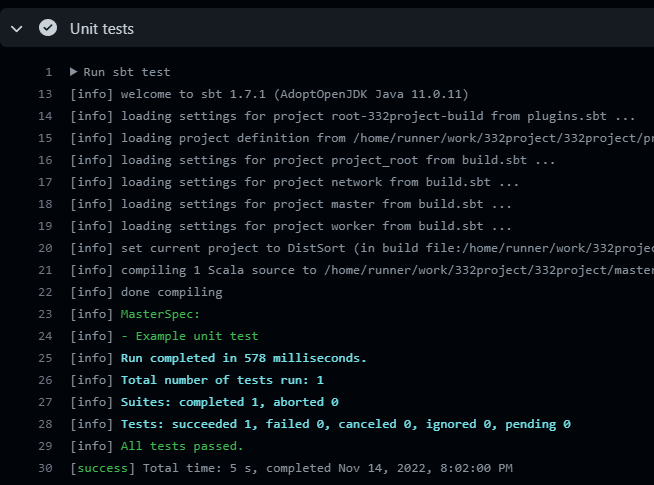 Unit tests
1 Run sbt test
13 [info] welcome to sbt 1.7.1 (AdoptOpenJDK Java 11.0.11)
14 [info] loading settings for project root-332project-build from plugins.sbt ...
15 [info] loading project definition from /home/runner/work/332project/332project/pr
16 [info] loading settings for project project_root from build.sbt ...
17 [info] loading settings for project network from build.sbt ...
18 [info] loading settings for project master from build.sbt ...
19 [info] loading settings for project worker from build.sbt ...
20 [info] set current project to DistSort (in build file:/home/runner/work/332projec
21 [info] compiling 1 Scala source to /home/runner/work/332project/332project/master
22 [info] done compiling
23 [info] MasterSpec:
24 [info] - Example unit test
25 [info] Run completed in 578 milliseconds.
26 [info] Total number of tests run: 1
27 [info] Suites: completed 1, aborted 0
28 [info] Tests: succeeded 1, failed 0, canceled 0, ignored 0, pending 0
29 [info] All tests passed.
30 [success] Total time: 5 s, completed Nov 14, 2022, 8:02:00 PM